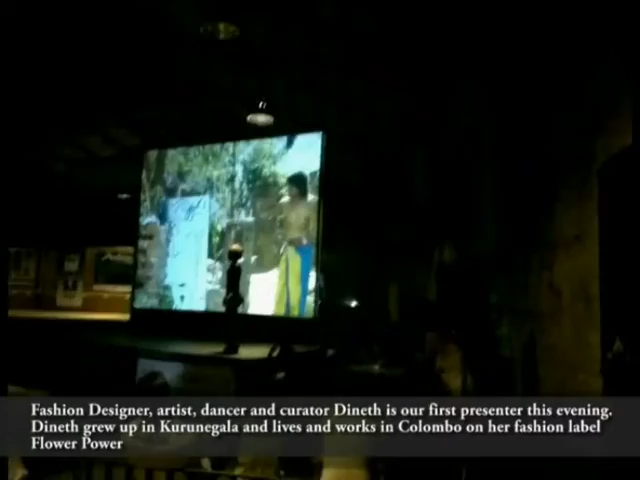 Fashion Designer, artist, dancer and curator Dineth is our first presenter this evening.
Dineth grew up in Kurunegala and lives and works in Colombo on her fashion label
Flower Power